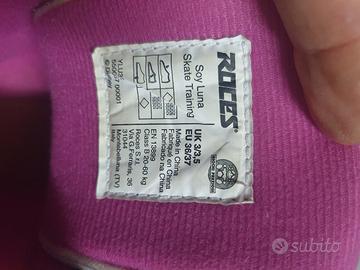 ROCES
Soy Luna
Skate Training
UK 3/3.5
EU 36/37
Made in China
Fabriqué en Chine
Fabricado na China
EN 13899
Class B 20-60 kg
Roces S.r.l.
Via G.Ferraris, 36
31044
Montebelluna (TV)
Italy
© Disney
subito